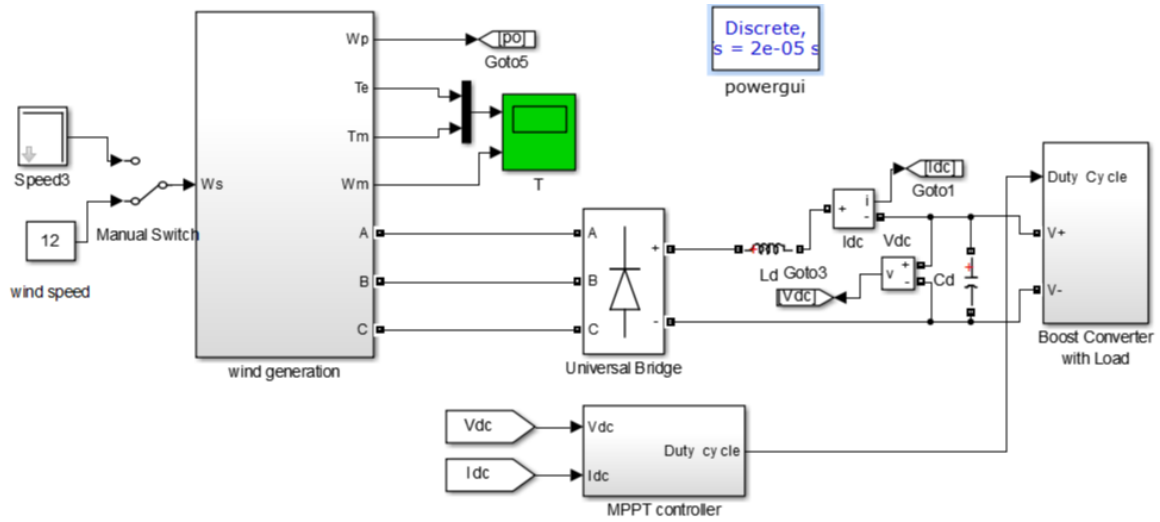 Discrete,
s = 2e-05 s
powergui
Wp
[po]
Goto5
Te
Tm
Speed3
T
Ws
Wm
[Idc]
Goto1
Duty Cycle
12
Manual Switch
wind speed
A
A
+
+
i
-
Idc
Vdc
V+
Ld
Goto3
B
B
[Vdc]
v
+
-
Cd
V-
C
C
-
wind generation
Universal Bridge
Boost Converter
with Load
Vdc
Vdc
Duty cycle
Idc
Idc
MPPT controller